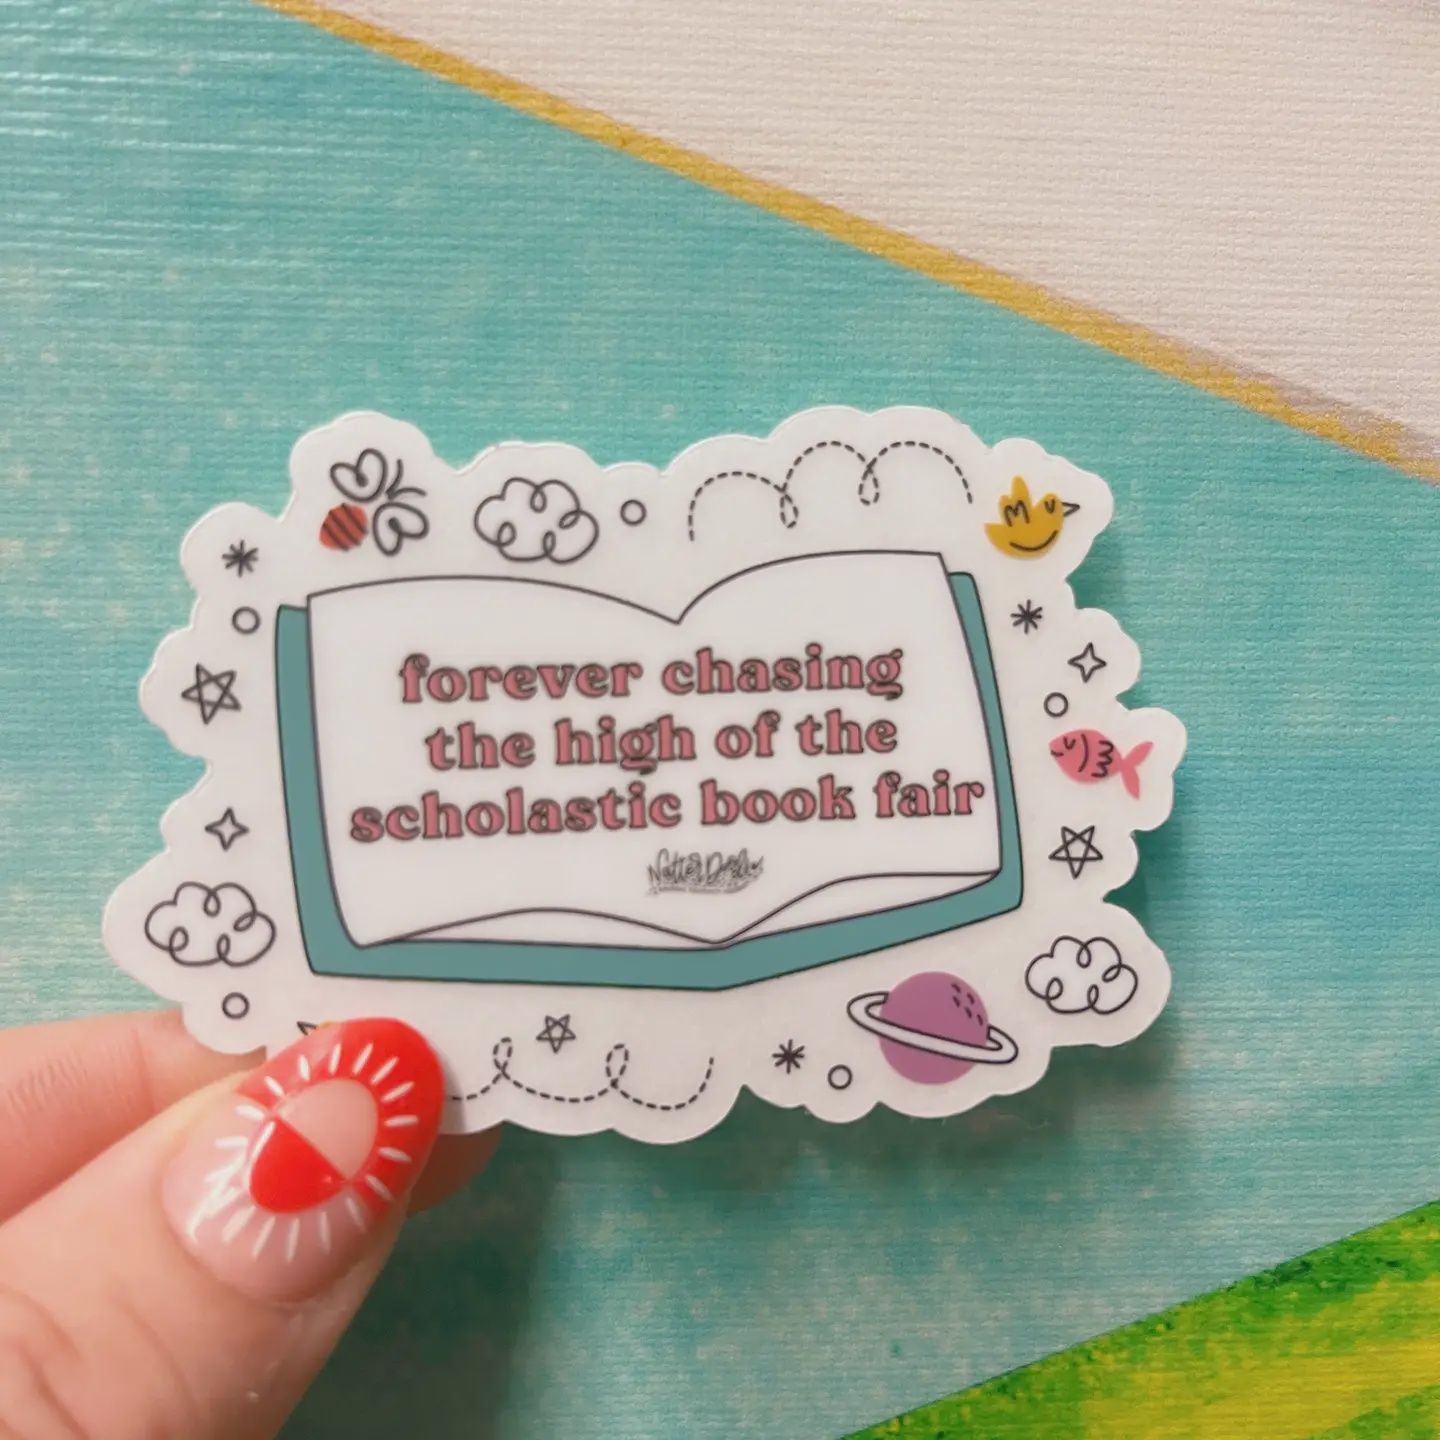 forever chasing
the high of the
scholastic book fair